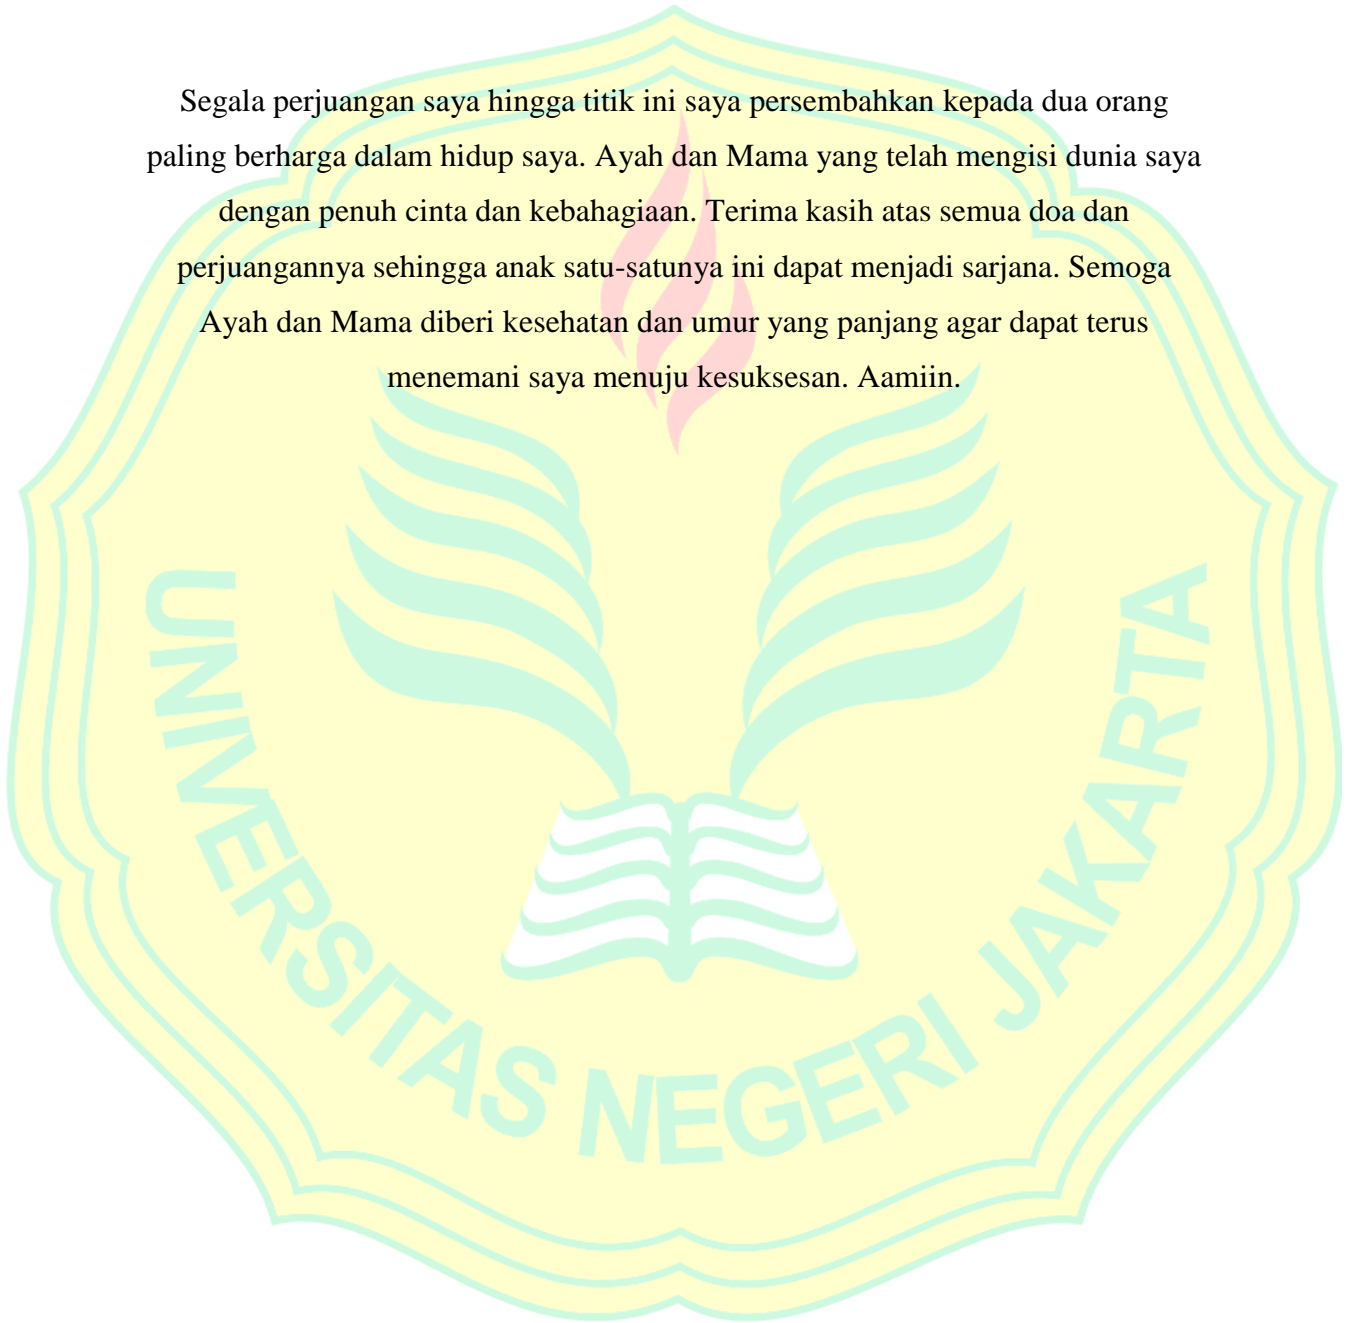 Segala perjuangan saya hingga titik ini saya persembahkan kepada dua orang
paling berharga dalam hidup saya. Ayah dan Mama yang telah mengisi dunia saya
dengan penuh cinta dan kebahagiaan. Terima kasih atas semua doa dan
perjuangannya sehingga anak satu-satunya ini dapat menjadi sarjana. Semoga
Ayah dan Mama diberi kesehatan dan umur yang panjang agar dapat terus
menemani saya menuju kesuksesan. Aamiin.
UNIVERSITAS NEGERI JAKARTA